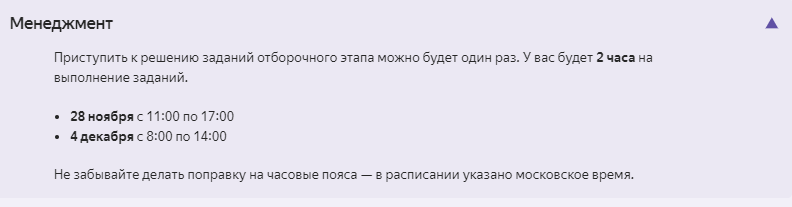 Менеджмент
Приступить к решению заданий отборочного этапа можно будет один раз. У вас будет 2 часа на
выполнение заданий.
• 28 ноября с 11:00 по 17:00
• 4 декабря с 8:00 по 14:00
Не забывайте делать поправку на часовые пояса — в расписании указано московское время.